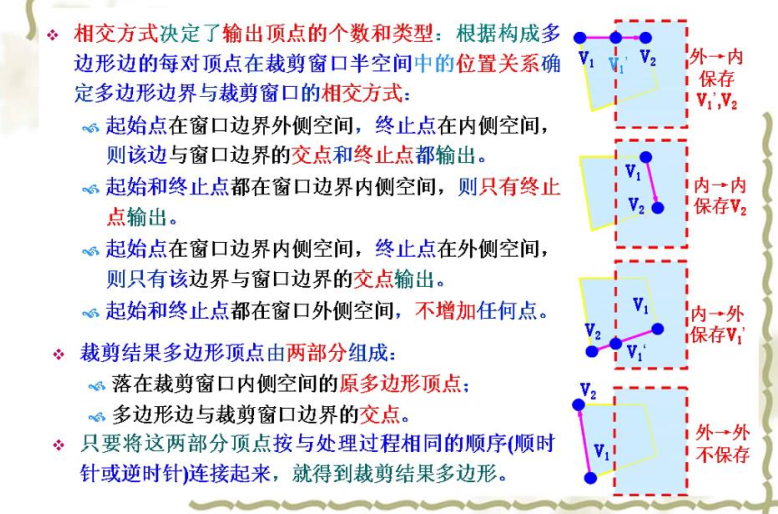 相交方式决定了输出顶点的个数和类型：根据构成多
边形边的每对顶点在裁剪窗口半空间中的位置关系确
定多边形边界与裁剪窗口的相交方式：
起始点在窗口边界外侧空间，终止点在内侧空间，
则该边与窗口边界的交点和终止点都输出。
起始和终止点都在窗口边界内侧空间，则只有终止
点输出。
起始点在窗口边界内侧空间，终止点在外侧空间，
则只有该边界与窗口边界的交点输出。
起始和终止点都在窗口外侧空间，不增加任何点。
裁剪结果多边形顶点由两部分组成：
落在裁剪窗口内侧空间的原多边形顶点；
多边形边与裁剪窗口边界的交点。
只要将这两部分顶点按与处理过程相同的顺序(顺时
针或逆时针)连接起来，就得到裁剪结果多边形。
V₁ V₁' V₂
外→内
保存
V₁',V₂
V₁
V₂
内→内
保存V₂
V₁
V₂
V₁'
内→外
保存V₁'
V₂
V₁
外→外
不保存